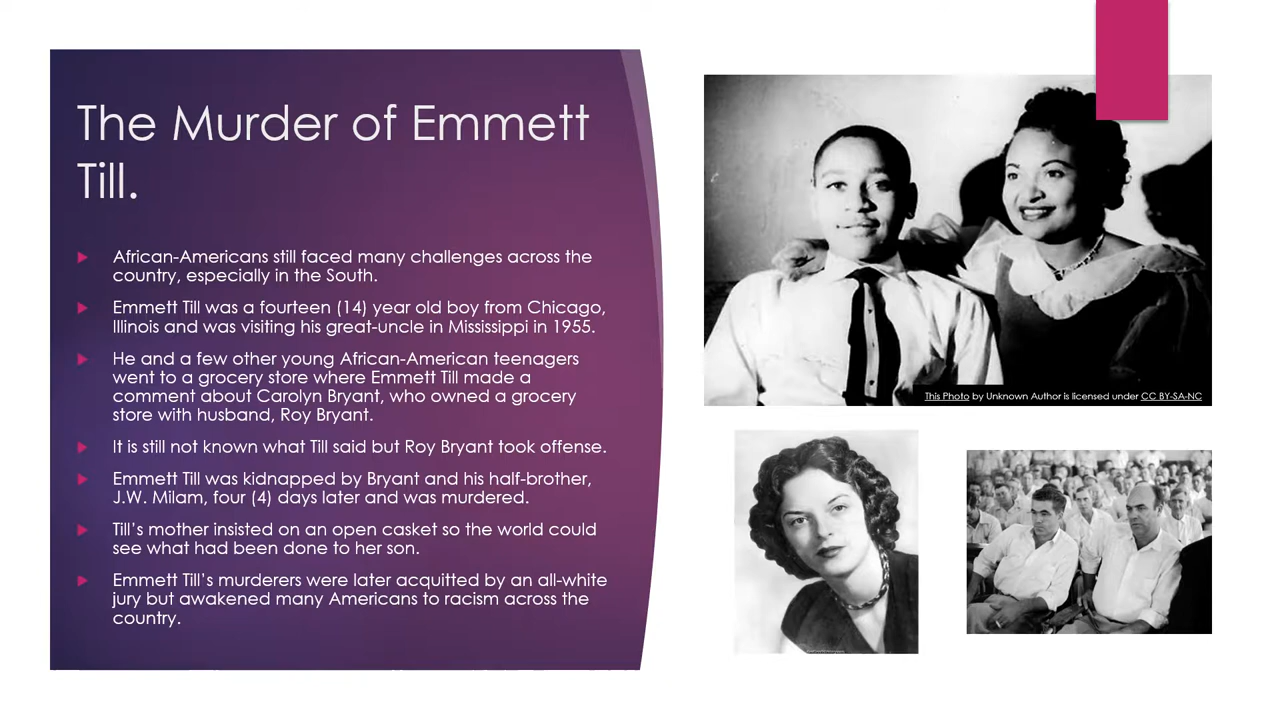 The Murder of Emmett
Till.
African-Americans still faced many challenges across the
country, especially in the South.
Emmett Till was a fourteen (14) year old boy from Chicago,
Illinois and was visiting his great-uncle in Mississippi in 1955.
He and a few other young African-American teenagers
went to a grocery store where Emmett Till made a
comment about Carolyn Bryant, who owned a grocery
store with husband, Roy Bryant.
It is still not known what Till said but Roy Bryant took offense.
Emmett Till was kidnapped by Bryant and his half-brother,
J.W. Milam, four (4) days later and was murdered.
Till's mother insisted on an open casket so the world could
see what had been done to her son.
Emmett Till's murderers were later acquitted by an all-white
jury but awakened many Americans to racism across the
country.
This Photo by Unknown Author is licensed under CC BY-SA-NC